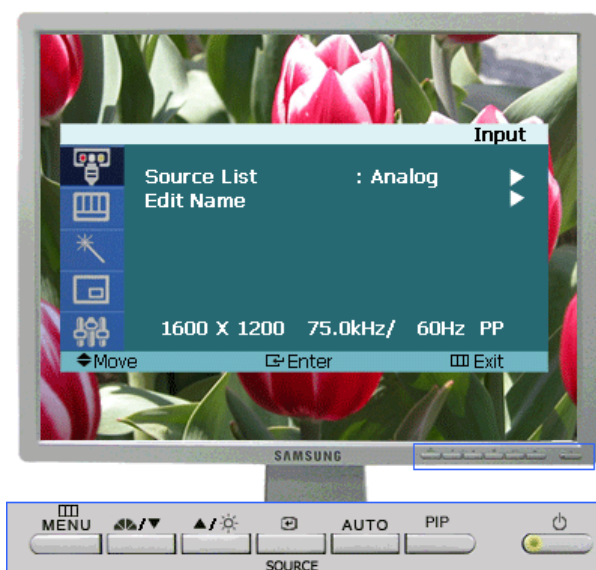 Input
Source List : Analog
Edit Name
1600 X 1200 75.0kHz/ 60Hz PP
Move Enter Exit
SAMSUNG
MENU / / AUTO PIP
SOURCE